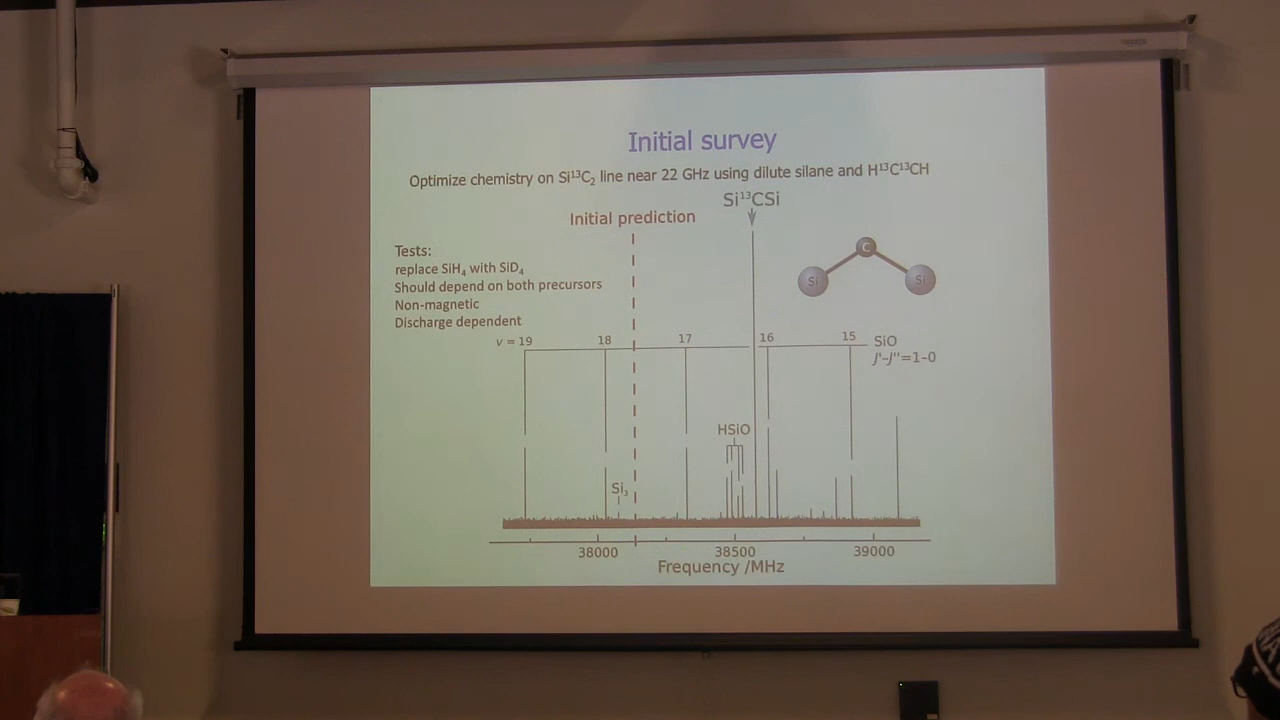 Initial survey
Optimize chemistry on Si¹³C₂ line near 22 GHz using dilute silane and H¹³C¹³CH
Si¹³CSi
Initial prediction
Tests:
replace SiH₄ with SiD₄
Should depend on both precursors
Non-magnetic
Discharge dependent
C
Si Si
v = 19 18 17 16 15 SiO
J'–J''=1–0
HSiO
Si₃
38000 38500 39000
Frequency /MHz